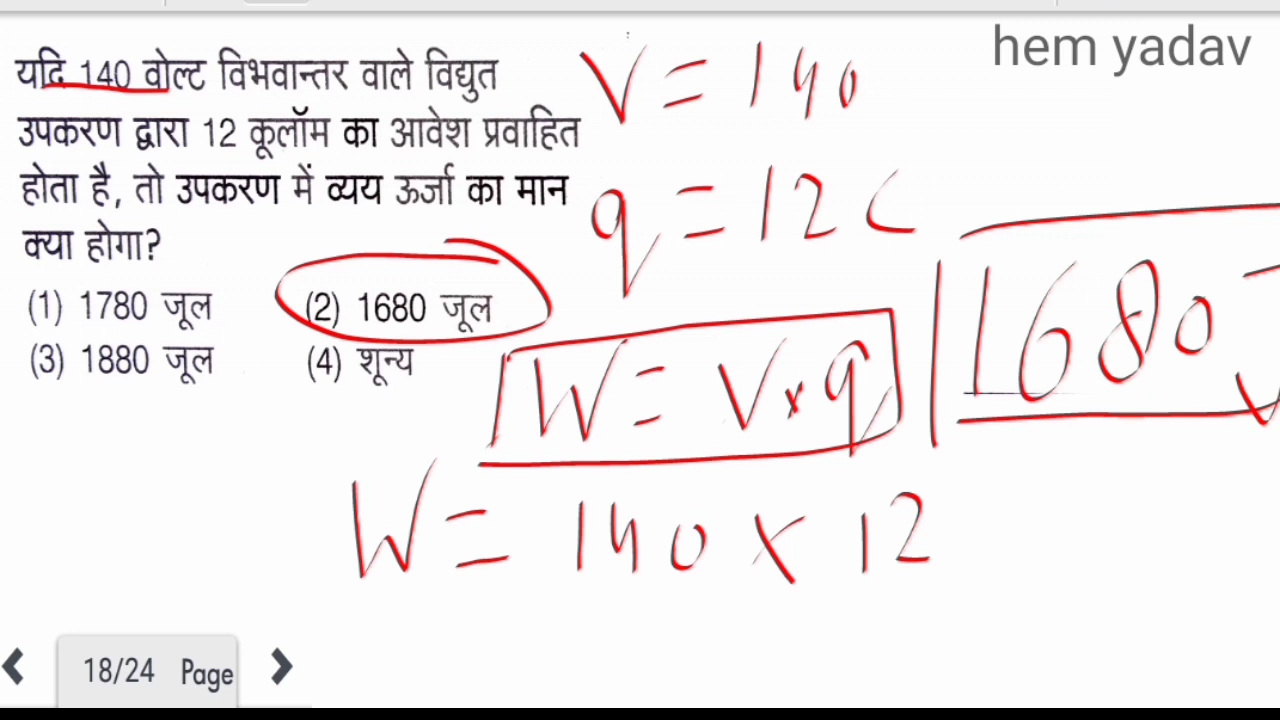 hem yadav
यदि 140 वोल्ट विभवान्तर वाले विद्युत
उपकरण द्वारा 12 कूलॉम का आवेश प्रवाहित
होता है, तो उपकरण में व्यय ऊर्जा का मान
क्या होगा?
(1) 1780 जूल (2) 1680 जूल
(3) 1880 जूल (4) शून्य
V = 140
q = 12 C
W = V × q
1680 J
W = 140 × 12
18/24 Page